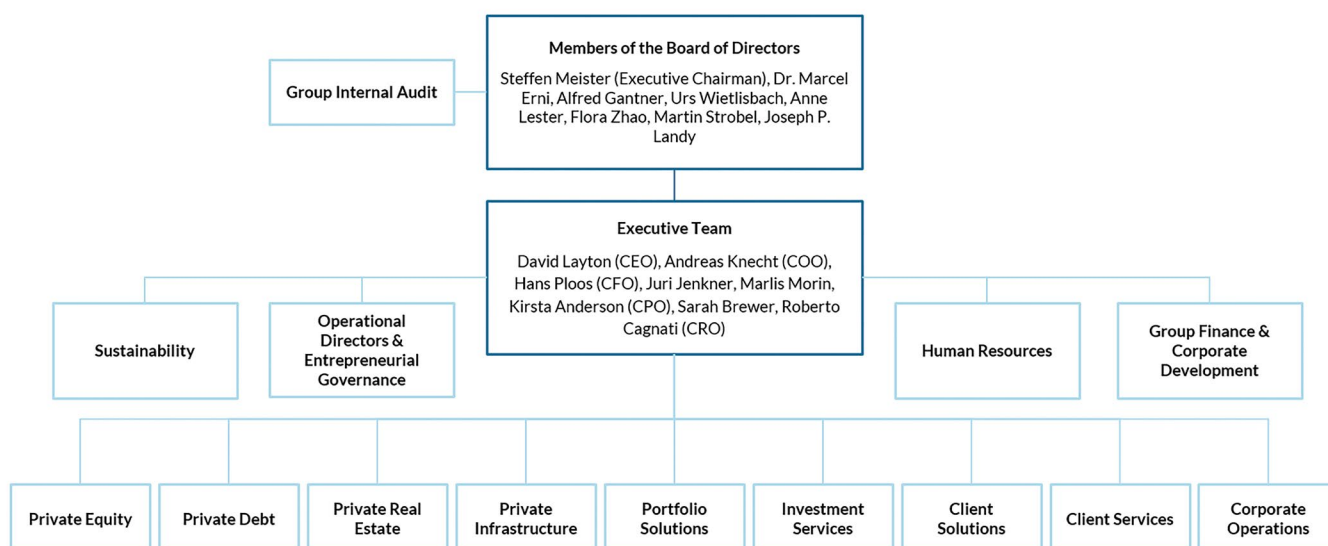 Members of the Board of Directors
Steffen Meister (Executive Chairman), Dr. Marcel
Erni, Alfred Gantner, Urs Wietlisbach, Anne
Lester, Flora Zhao, Martin Strobel, Joseph P.
Landy
Group Internal Audit
Executive Team
David Layton (CEO), Andreas Knecht (COO),
Hans Ploos (CFO), Juri Jenkner, Marlis Morin,
Kirsta Anderson (CPO), Sarah Brewer, Roberto
Cagnati (CRO)
Sustainability
Operational
Directors &
Entrepreneurial
Governance
Human Resources
Group Finance &
Corporate
Development
Private Equity
Private Debt
Private Real
Estate
Private
Infrastructure
Portfolio
Solutions
Investment
Services
Client
Solutions
Client Services
Corporate
Operations